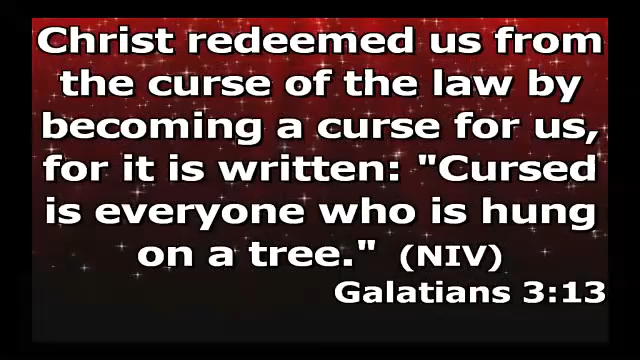 Christ redeemed us from
the curse of the law by
becoming a curse for us,
for it is written: "Cursed
is everyone who is hung
on a tree." (NIV)
Galatians 3:13